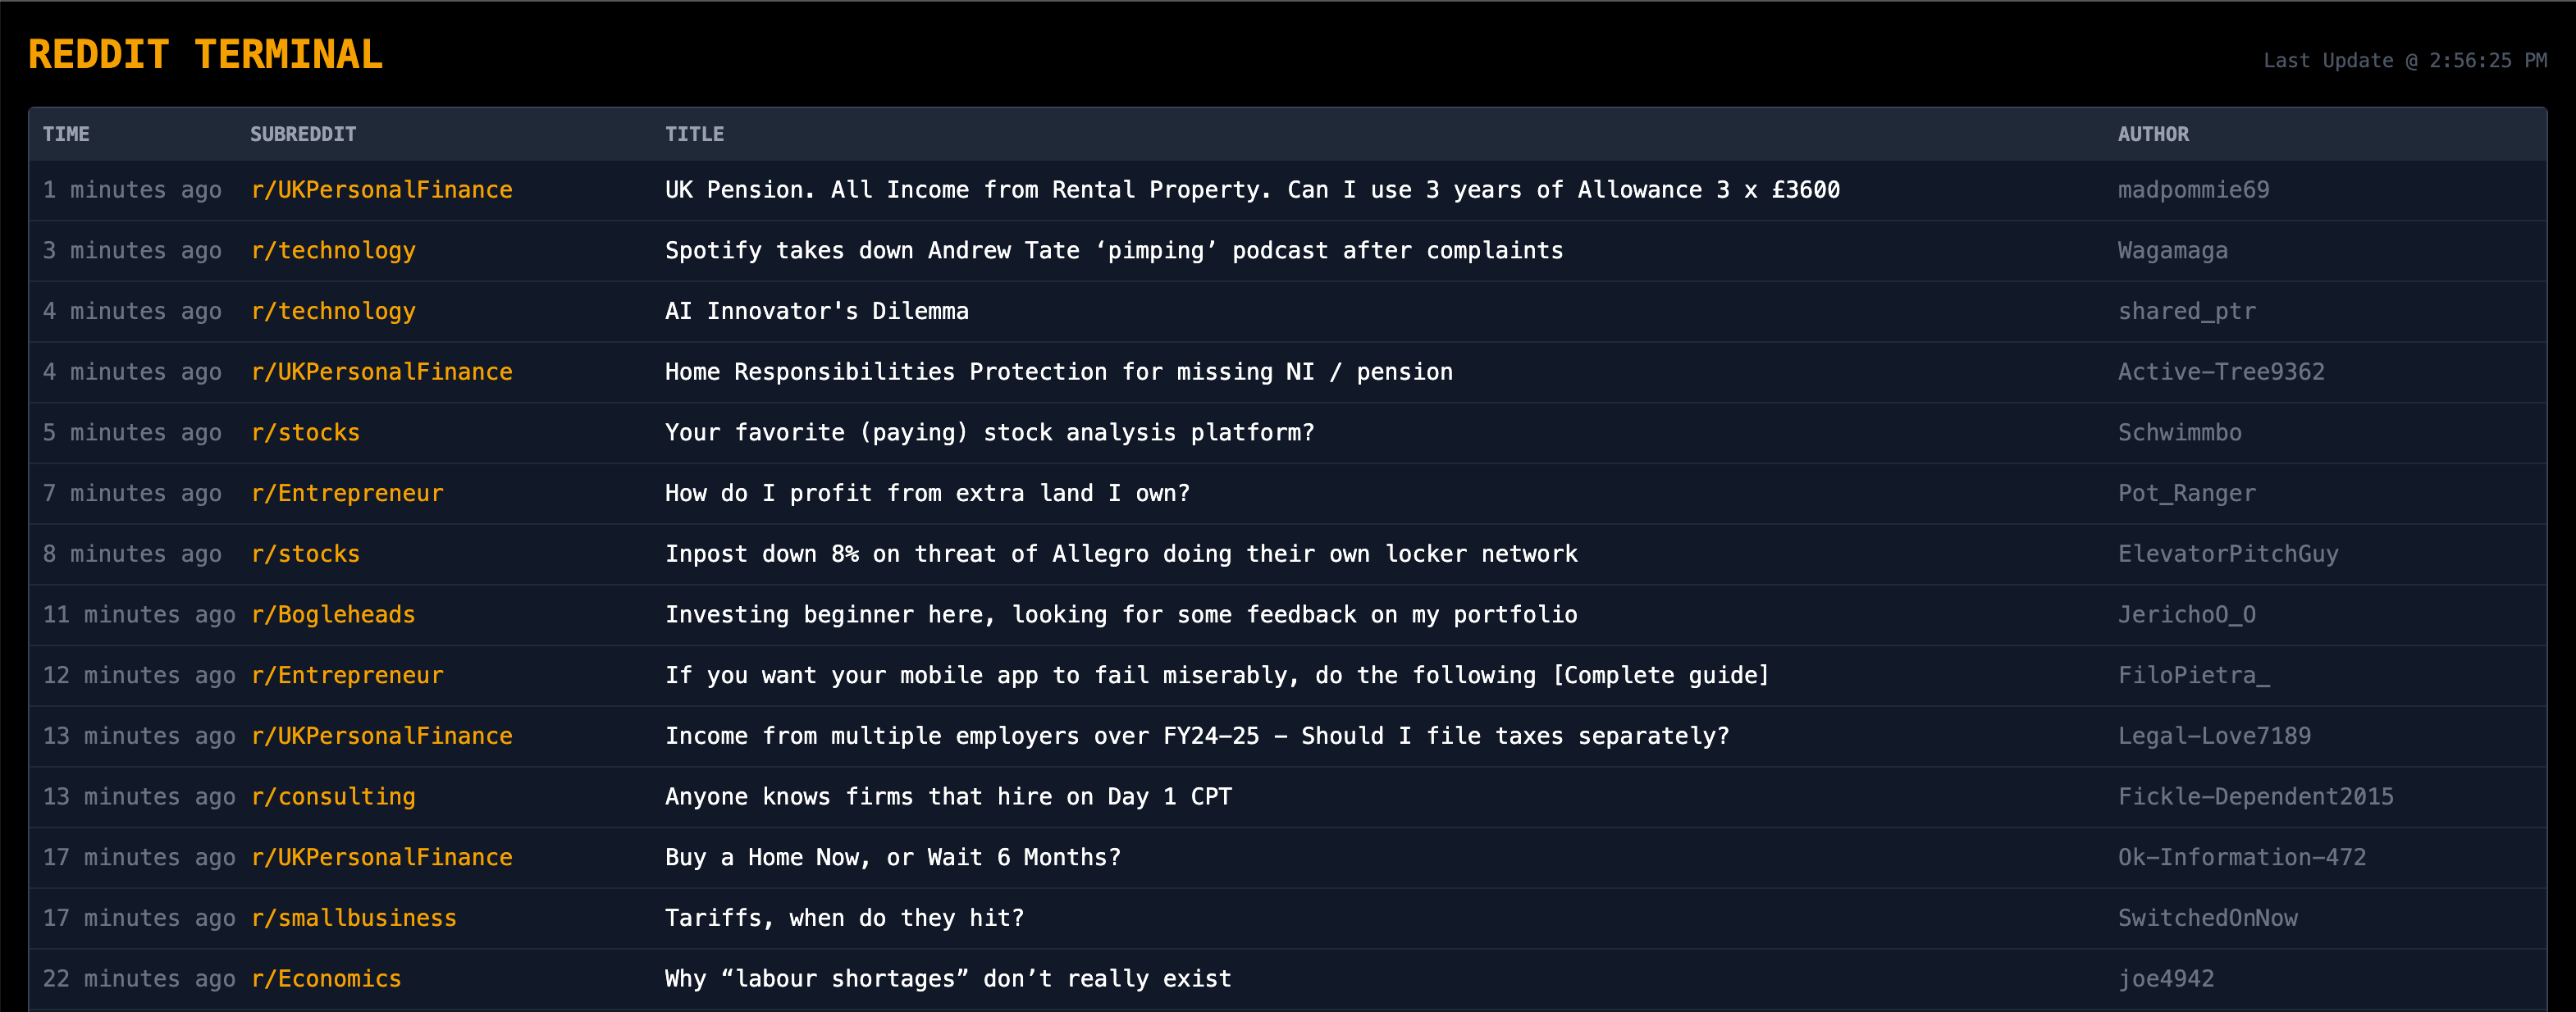 REDDIT TERMINAL
Last Update @ 2:56:25 PM
TIME SUBREDDIT TITLE AUTHOR
1 minutes ago r/UKPersonalFinance UK Pension. All Income from Rental Property. Can I use 3 years of Allowance 3 x £3600 madpommie69
3 minutes ago r/technology Spotify takes down Andrew Tate ‘pimping’ podcast after complaints Wagamaga
4 minutes ago r/technology AI Innovator's Dilemma shared_ptr
4 minutes ago r/UKPersonalFinance Home Responsibilities Protection for missing NI / pension Active-Tree9362
5 minutes ago r/stocks Your favorite (paying) stock analysis platform? Schwimmbo
7 minutes ago r/Entrepreneur How do I profit from extra land I own? Pot_Ranger
8 minutes ago r/stocks Inpost down 8% on threat of Allegro doing their own locker network ElevatorPitchGuy
11 minutes ago r/Bogleheads Investing beginner here, looking for some feedback on my portfolio JerichoO_O
12 minutes ago r/Entrepreneur If you want your mobile app to fail miserably, do the following [Complete guide] FiloPietra_
13 minutes ago r/UKPersonalFinance Income from multiple employers over FY24-25 - Should I file taxes separately? Legal-Love7189
13 minutes ago r/consulting Anyone knows firms that hire on Day 1 CPT Fickle-Dependent2015
17 minutes ago r/UKPersonalFinance Buy a Home Now, or Wait 6 Months? Ok-Information-472
17 minutes ago r/smallbusiness Tariffs, when do they hit? SwitchedOnNow
22 minutes ago r/Economics Why “labour shortages” don’t really exist joe4942